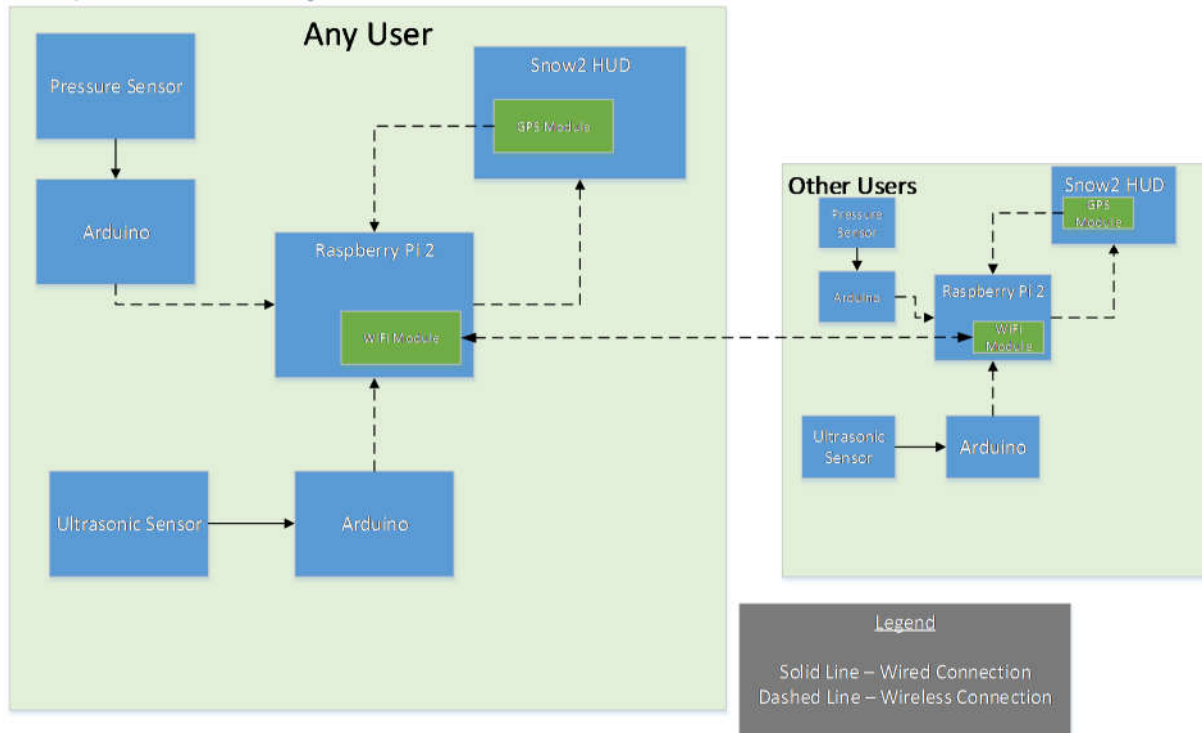 Any User
Pressure Sensor
Arduino
Snow2 HUD
GPS Module
Raspberry Pi 2
WiFi Module
Ultrasonic Sensor
Arduino
Other Users
Pressure
Sensor
Arduino
Snow2 HUD
GPS
Module
Raspberry Pi 2
WiFi
Module
Ultrasonic
Sensor
Arduino
Legend
Solid Line – Wired Connection
Dashed Line – Wireless Connection